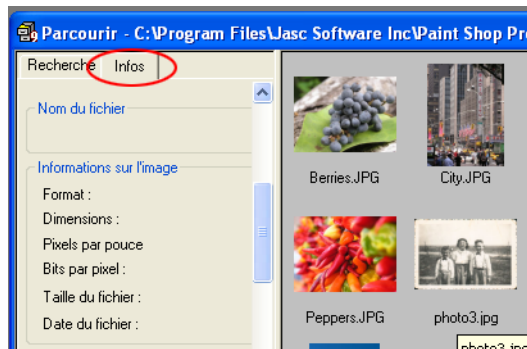 Parcourir - C:\Program Files\Jasc Software Inc\Paint Shop Pr
Recherche Infos
Nom du fichier
Informations sur l'image
Format :
Dimensions :
Pixels par pouce
Bits par pixel :
Taille du fichier :
Date du fichier :
Berries.JPG City.JPG
Peppers.JPG photo3.jpg